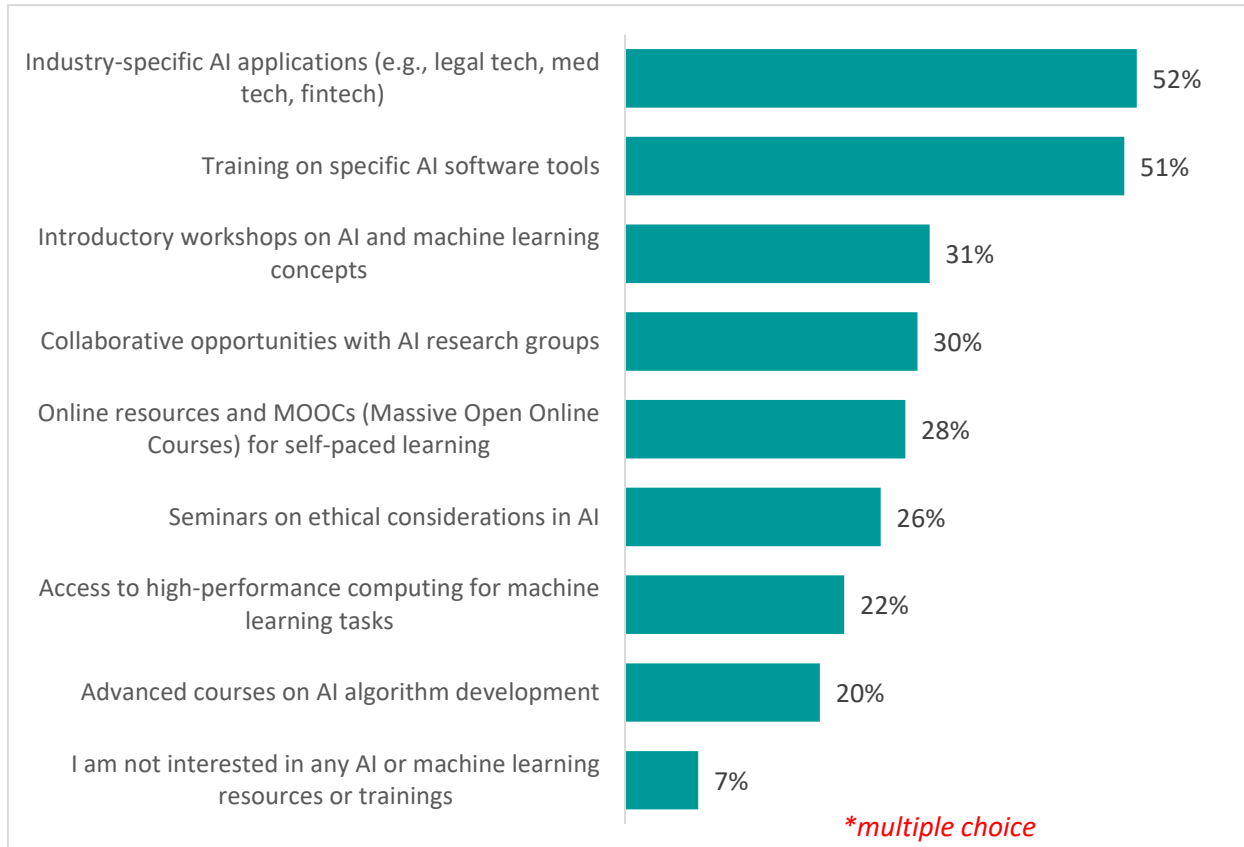 Industry-specific AI applications (e.g., legal tech, med
tech, fintech)
52%
Training on specific AI software tools
51%
Introductory workshops on AI and machine learning
concepts
31%
Collaborative opportunities with AI research groups
30%
Online resources and MOOCs (Massive Open Online
Courses) for self-paced learning
28%
Seminars on ethical considerations in AI
26%
Access to high-performance computing for machine
learning tasks
22%
Advanced courses on AI algorithm development
20%
I am not interested in any AI or machine learning
resources or trainings
7%
*multiple choice